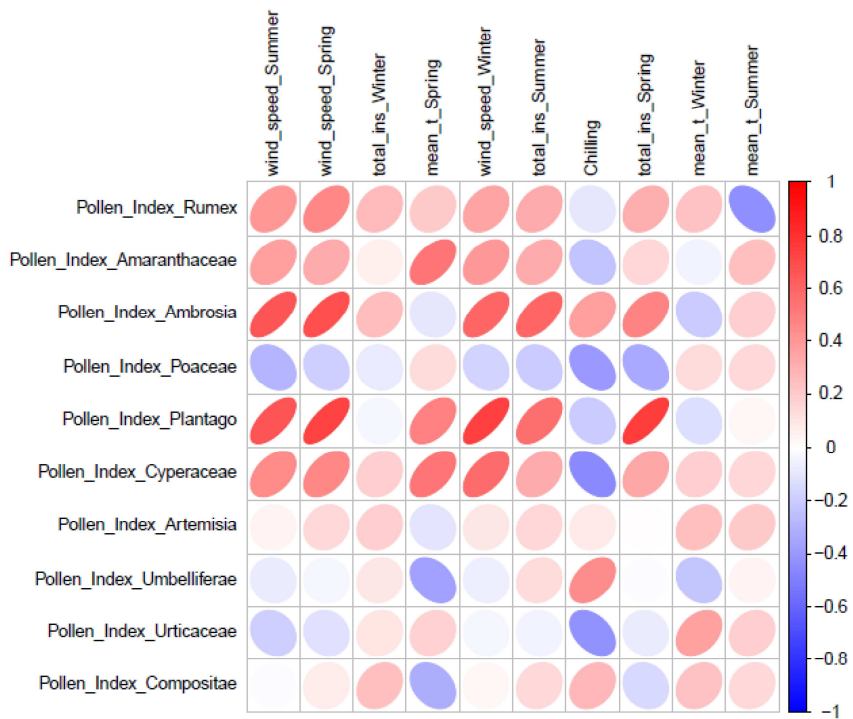 wind_speed_Summer
wind_speed_Spring
total_ins_Winter
mean_t_Spring
wind_speed_Winter
total_ins_Summer
Chilling
total_ins_Spring
mean_t_Winter
mean_t_Summer
Pollen_Index_Rumex
Pollen_Index_Amaranthaceae
Pollen_Index_Ambrosia
Pollen_Index_Poaceae
Pollen_Index_Plantago
Pollen_Index_Cyperaceae
Pollen_Index_Artemisia
Pollen_Index_Umbelliferae
Pollen_Index_Urticaceae
Pollen_Index_Compositae
1
0.8
0.6
0.4
0.2
0
−0.2
−0.4
−0.6
−0.8
−1